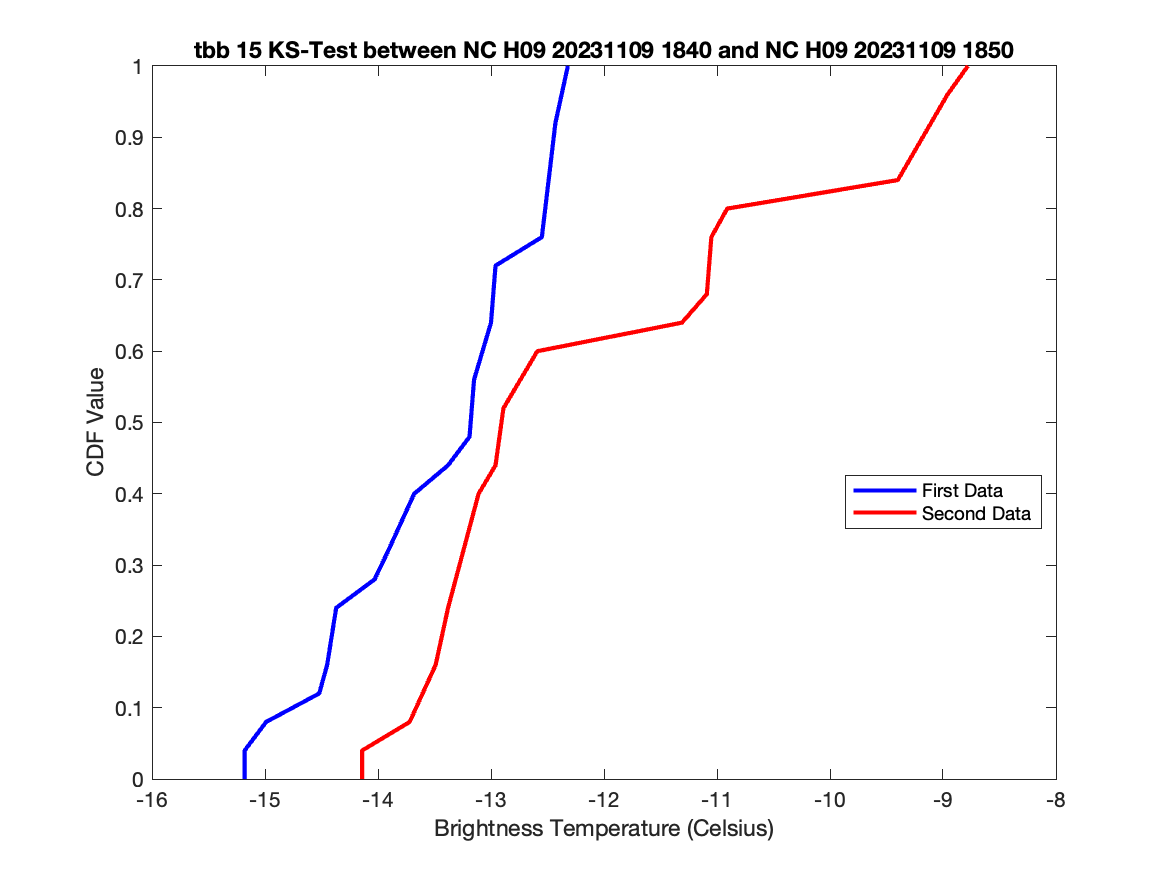 tbb 15 KS-Test between NC H09 20231109 1840 and NC H09 20231109 1850
1
0.9
0.8
0.7
0.6
0.5
0.4
0.3
0.2
0.1
0
CDF Value
First Data
Second Data
-16 -15 -14 -13 -12 -11 -10 -9 -8
Brightness Temperature (Celsius)